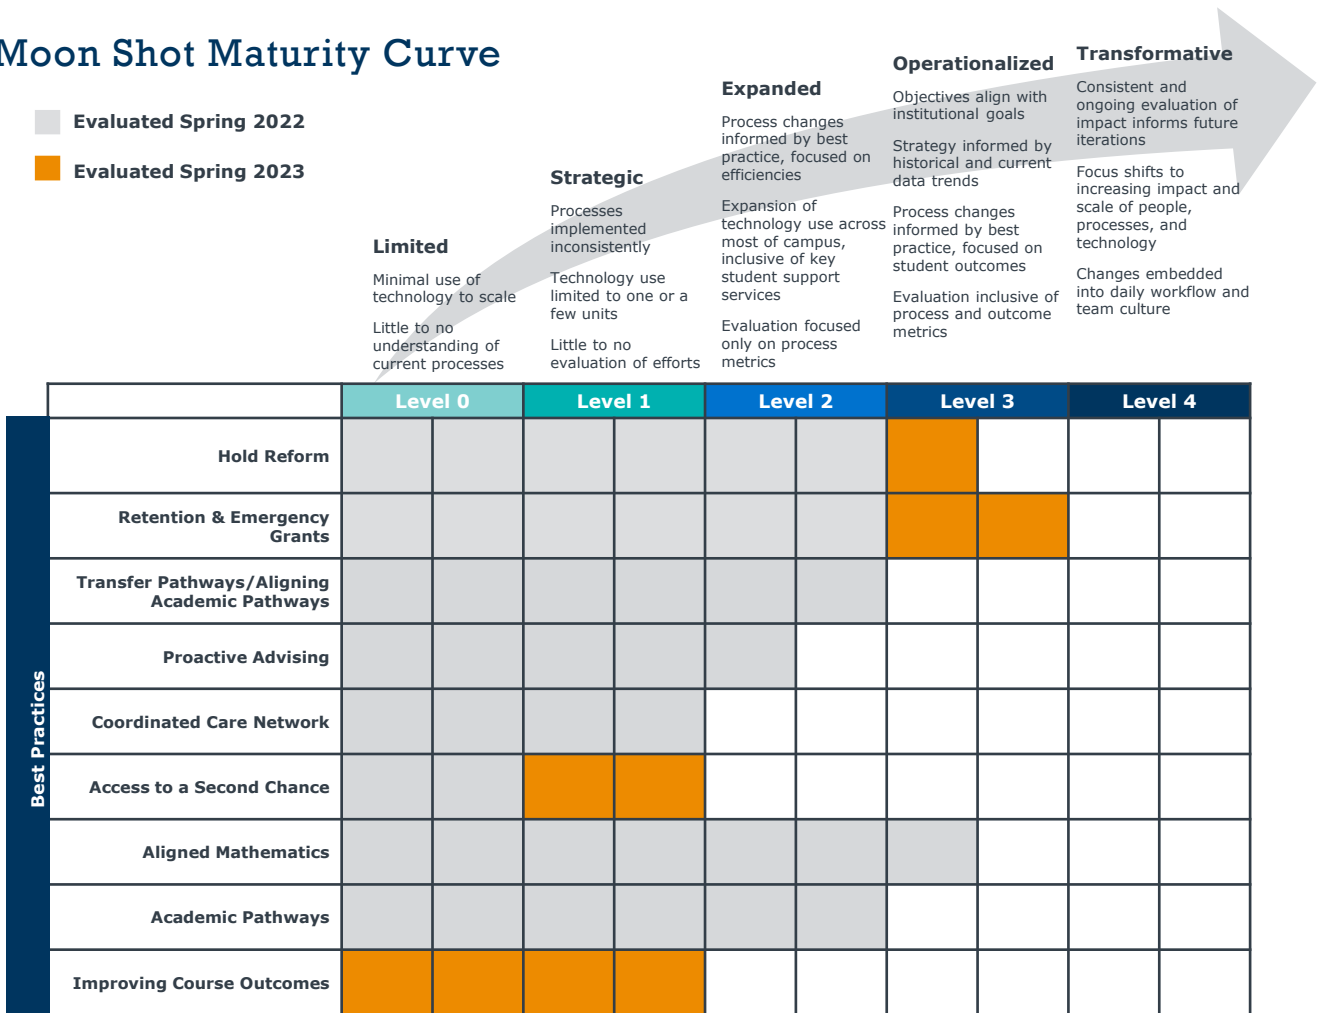 Moon Shot Maturity Curve
Evaluated Spring 2022
Evaluated Spring 2023
Limited
Minimal use of
technology to scale
Little to no
understanding of
current processes
Strategic
Processes
implemented
inconsistently
Technology use
limited to one or a
few units
Little to no
evaluation of efforts
Expanded
Process changes
informed by best
practice, focused on
efficiencies
Expansion of
technology use across
most of campus,
inclusive of key
student support
services
Evaluation focused
only on process
metrics
Operationalized
Objectives align with
institutional goals
Strategy informed by
historical and current
data trends
Process changes
informed by best
practice, focused on
student outcomes
Evaluation inclusive of
process and outcome
metrics
Transformative
Consistent and
ongoing evaluation of
impact informs future
iterations
Focus shifts to
increasing impact and
scale of people,
processes, and
technology
Changes embedded
into daily workflow and
team culture
Level 0
Level 1
Level 2
Level 3
Level 4
Best Practices
Hold Reform
Retention & Emergency
Grants
Transfer Pathways/Aligning
Academic Pathways
Proactive Advising
Coordinated Care Network
Access to a Second Chance
Aligned Mathematics
Academic Pathways
Improving Course Outcomes